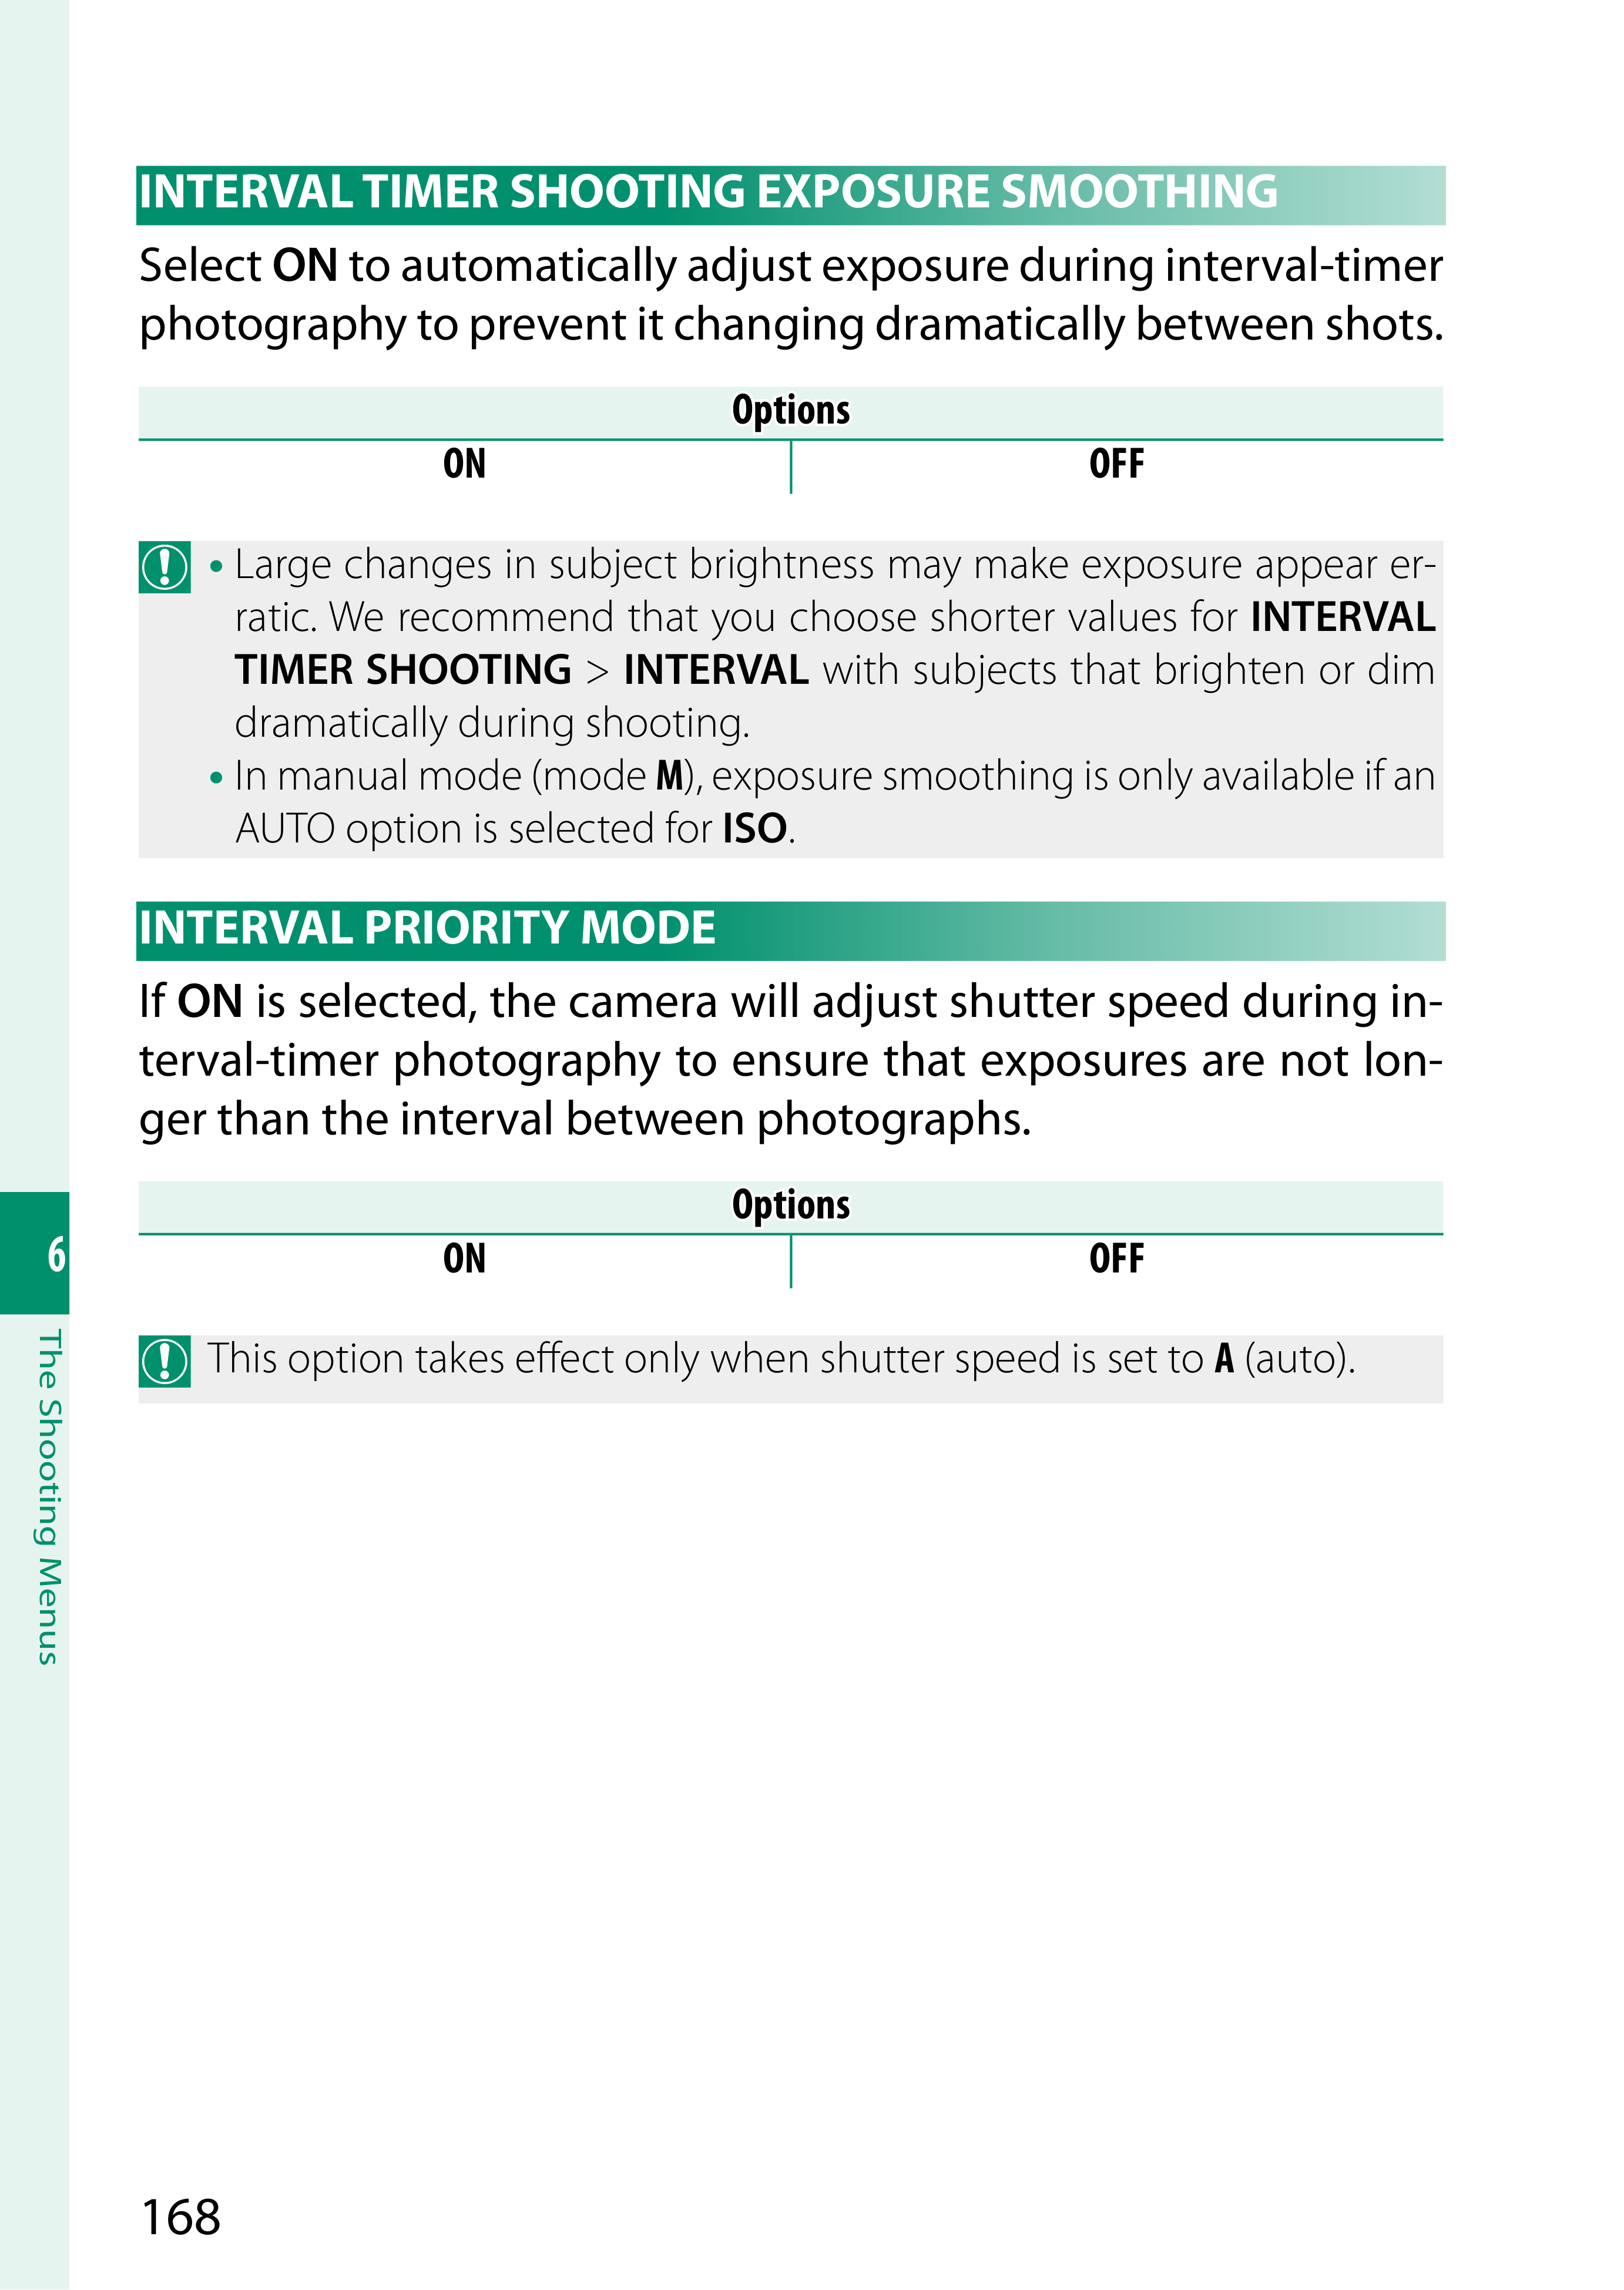 INTERVAL TIMER SHOOTING EXPOSURE SMOOTHING
Select ON to automatically adjust exposure during interval-timer
photography to prevent it changing dramatically between shots.
Options
ON OFF
• Large changes in subject brightness may make exposure appear er-
ratic. We recommend that you choose shorter values for INTERVAL
TIMER SHOOTING > INTERVAL with subjects that brighten or dim
dramatically during shooting.
• In manual mode (mode M), exposure smoothing is only available if an
AUTO option is selected for ISO.
INTERVAL PRIORITY MODE
If ON is selected, the camera will adjust shutter speed during in-
terval-timer photography to ensure that exposures are not lon-
ger than the interval between photographs.
Options
ON OFF
This option takes effect only when shutter speed is set to A (auto).
6
The Shooting Menus
168